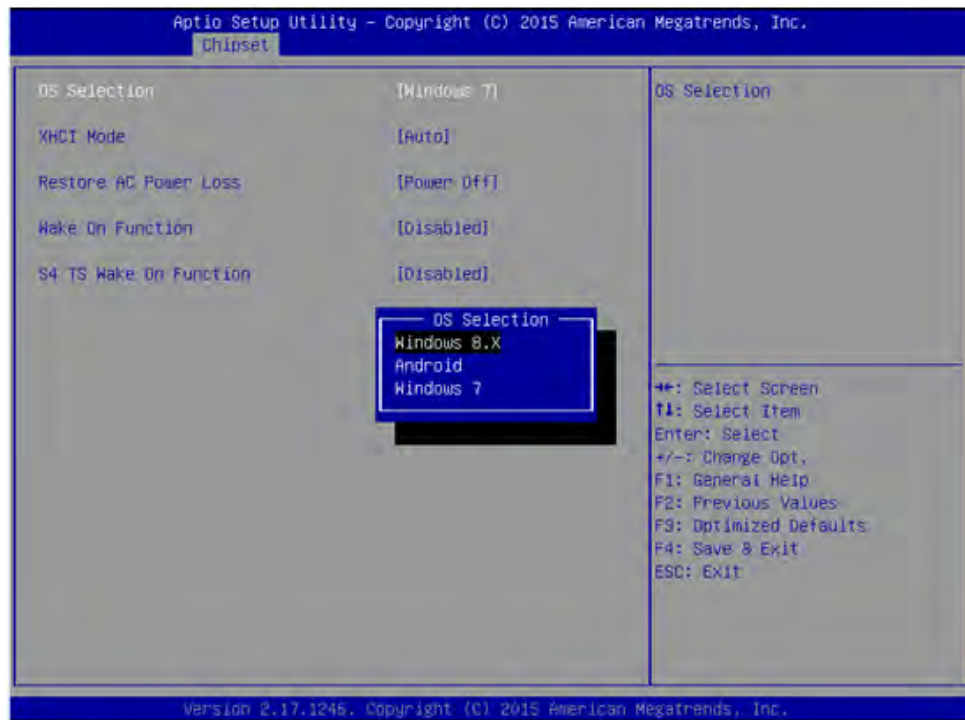 Aptio Setup Utility – Copyright (C) 2015 American Megatrends, Inc.
Chipset
OS Selection [Windows 7] OS Selection
XHCI Mode [Auto]
Restore AC Power Loss [Power Off]
Wake On Function [Disabled]
S4 TS Wake On Function [Disabled]
OS Selection
Windows 8.X
Android
Windows 7
→←: Select Screen
↑↓: Select Item
Enter: Select
+/-: Change Opt.
F1: General Help
F2: Previous Values
F3: Optimized Defaults
F4: Save & Exit
ESC: Exit
Version 2.17.1246. Copyright (C) 2015 American Megatrends, Inc.